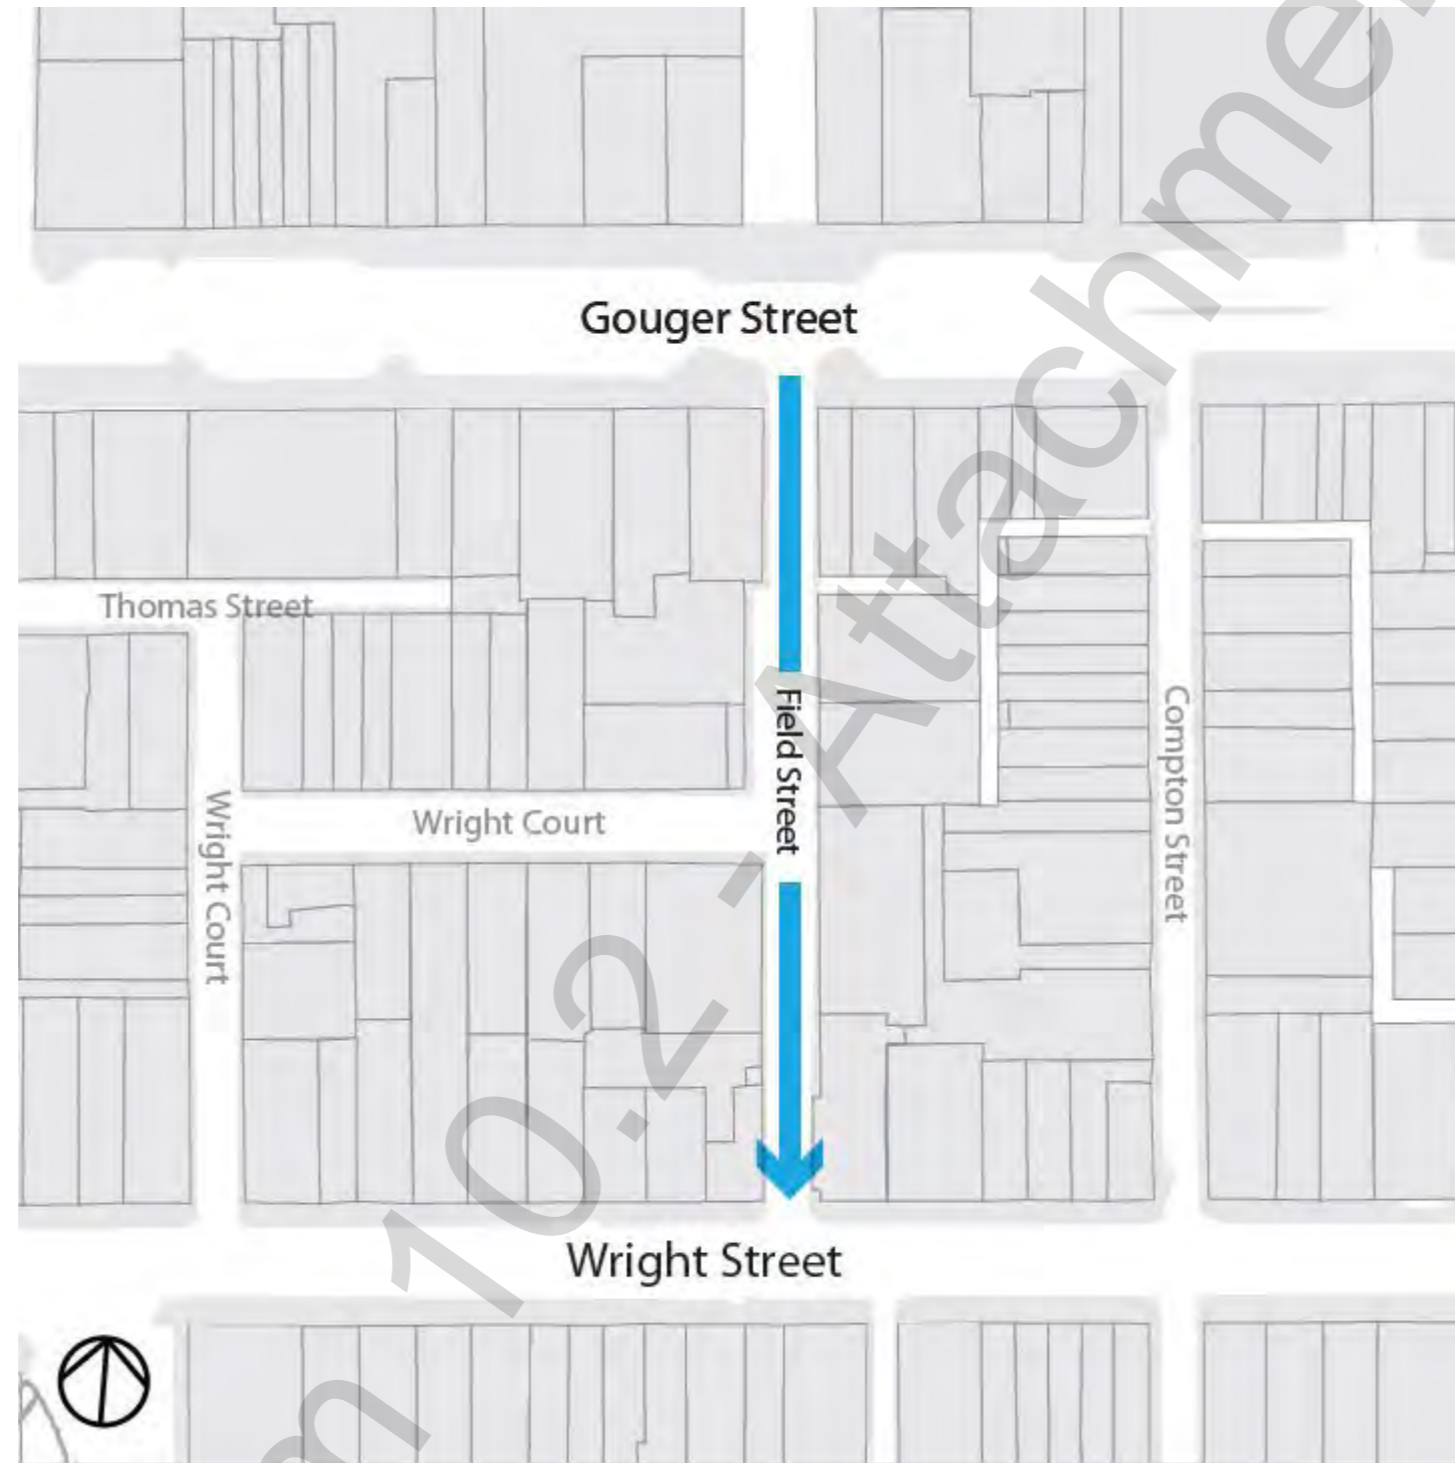 Gouger Street
Thomas Street
Field Street
Compton Street
Wright Court
Wright Court
Wright Street
10.2 - Attachme